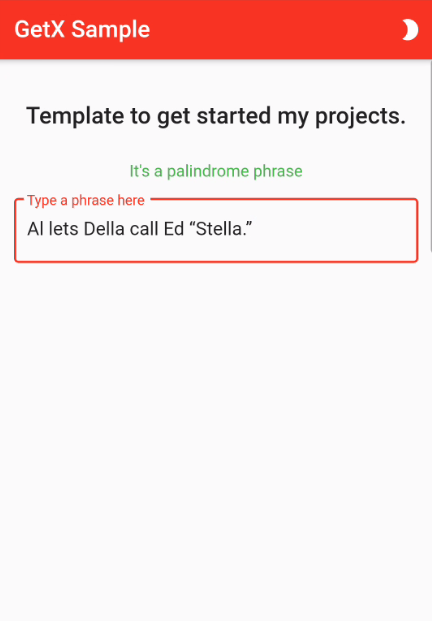 GetX Sample
Template to get started my projects.
It's a palindrome phrase
Type a phrase here
Al lets Della call Ed “Stella.”